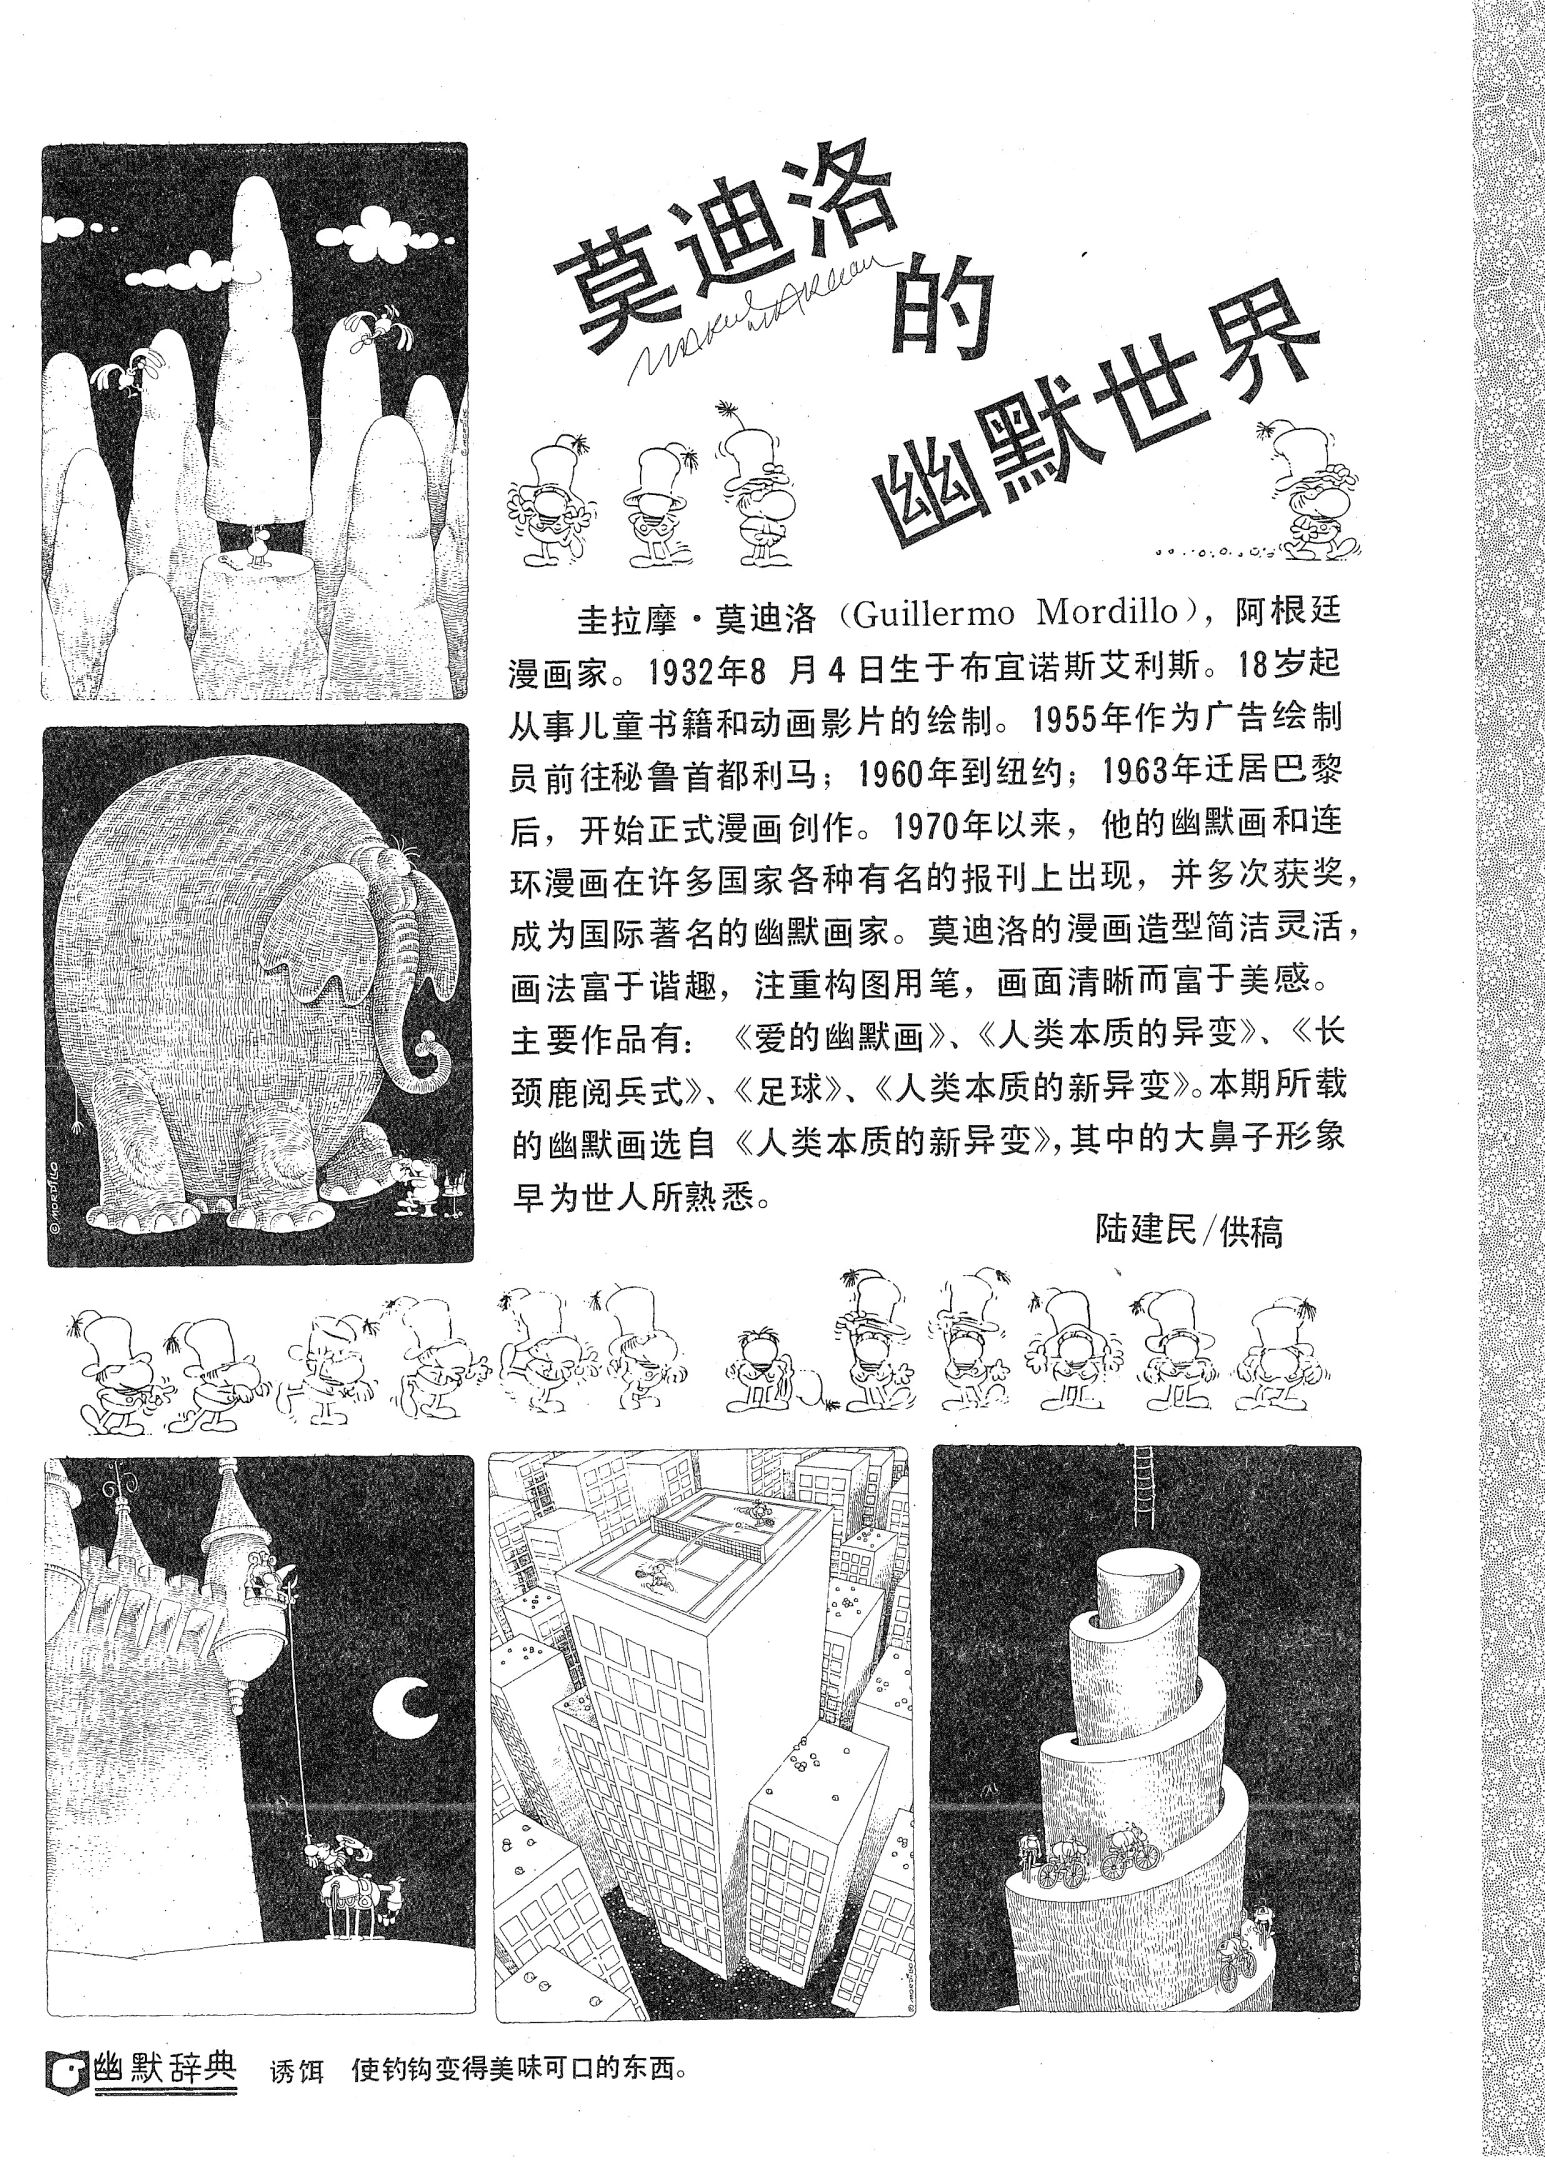 莫迪洛
的
幽默世界
圭拉摩·莫迪洛（Guillermo Mordillo），阿根廷
漫画家。1932年8月4日生于布宜诺斯艾利斯。18岁起
从事儿童书籍和动画影片的绘制。1955年作为广告绘制
员前往秘鲁首都利马；1960年到纽约；1963年迁居巴黎
后，开始正式漫画创作。1970年以来，他的幽默画和连
环漫画在许多国家各种有名的报刊上出现，并多次获奖，
成为国际著名的幽默画家。莫迪洛的漫画造型简洁灵活，
画法富于谐趣，注重构图用笔，画面清晰而富于美感。
主要作品有：《爱的幽默画》、《人类本质的异变》、《长
颈鹿阅兵式》、《足球》、《人类本质的新异变》。本期所载
的幽默画选自《人类本质的新异变》，其中的大鼻子形象
早为世人所熟悉。
陆建民/供稿
© MORDILLO
© MORDILLO
幽默辞典 诱饵 使钓钩变得美味可口的东西。